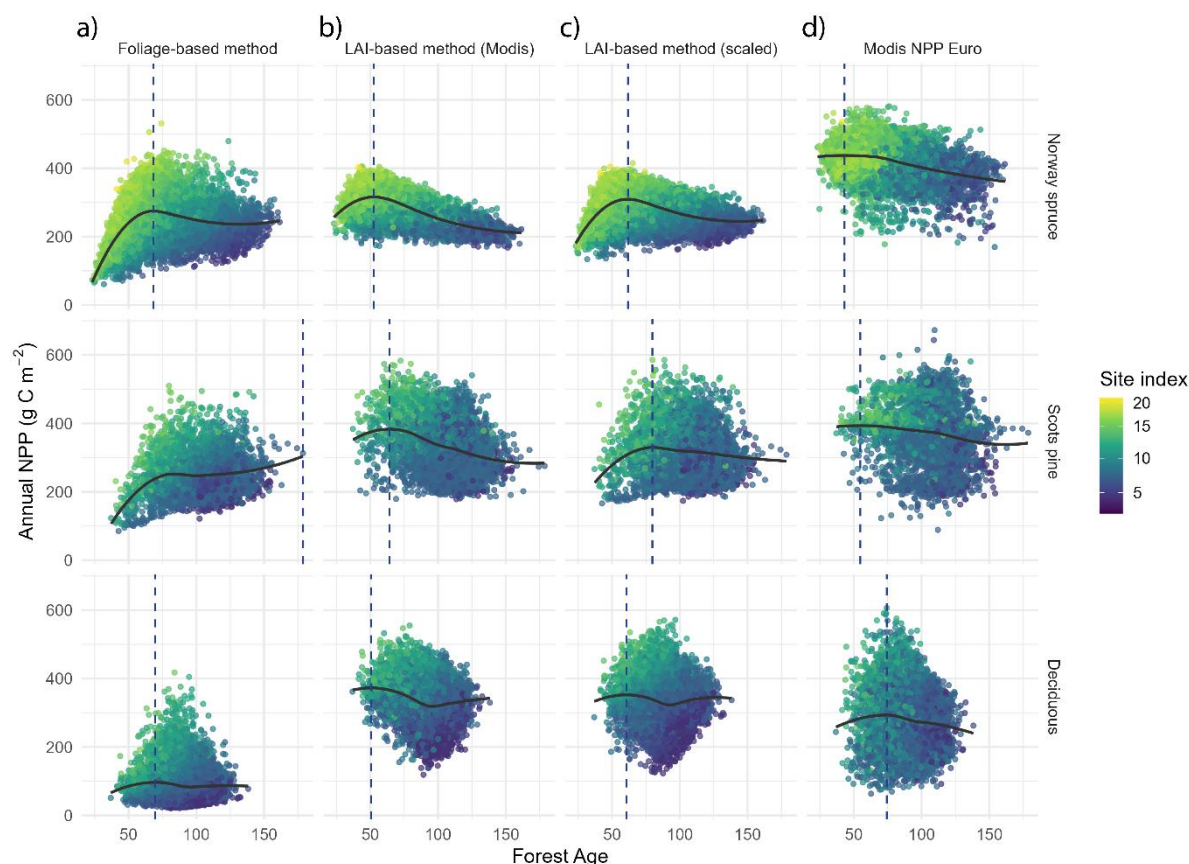 a)
b)
c)
d)
Foliage-based method
LAI-based method (Modis)
LAI-based method (scaled)
Modis NPP Euro
600
400
200
0
Norway spruce
600
400
200
0
Scots pine
600
400
200
0
Deciduous
Annual NPP (g C m⁻²)
50 100 150
50 100 150
50 100 150
50 100 150
Forest Age
Site index
20
15
10
5